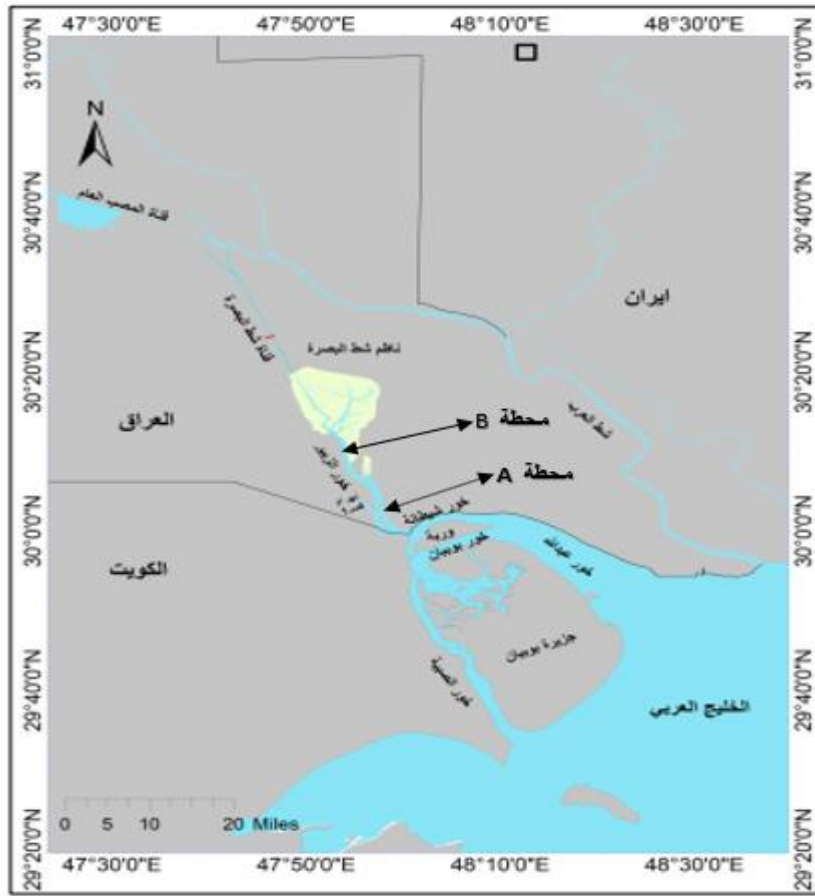 47°30'0"E 47°50'0"E 48°10'0"E 48°30'0"E
31°0'0"N
30°40'0"N
30°20'0"N
30°0'0"N
29°40'0"N
29°20'0"N
31°0'0"N
30°40'0"N
30°20'0"N
30°0'0"N
29°40'0"N
29°20'0"N
N
قناة المصب العام
ايران
قناة شط البصرة
ناظم شط البصرة
شط العرب
العراق
محطة B
خور الزبير
محطة A
خور شيطانة
وربة
خور بوبيان
خور عبدالله
الكويت
جزيرة بوبيان
خور الصبية
الخليج العربي
0 5 10 20 Miles
47°30'0"E 47°50'0"E 48°10'0"E 48°30'0"E